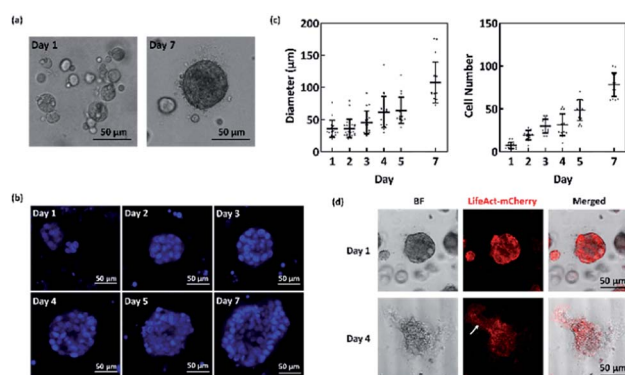 (a)
Day 1
50 µm
Day 7
50 µm
(b)
Day 1
50 µm
Day 2
50 µm
Day 3
50 µm
Day 4
50 µm
Day 5
50 µm
Day 7
50 µm
(c)
Diameter (µm)
200
150
100
50
0
1 2 3 4 5 7
Day
Cell Number
150
100
50
0
1 2 3 4 5 7
Day
(d)
BF
LifeAct-mCherry
Merged
Day 1
50 µm
Day 4
50 µm